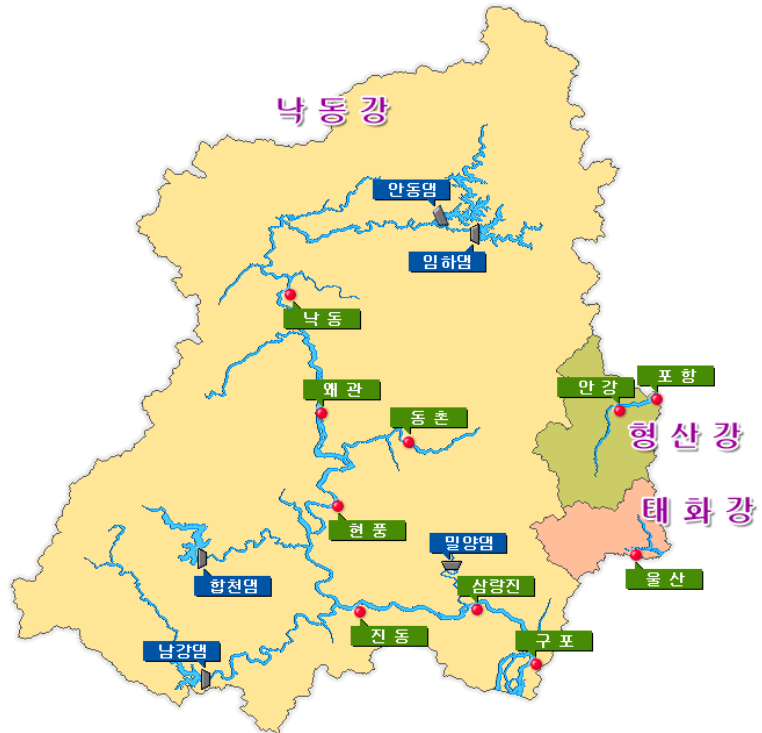 낙동강
안동댐
임하댐
낙동
포항
안강
왜관
동촌
형산강
태화강
현풍
밀양댐
울산
합천댐
삼랑진
진동
구포
남강댐